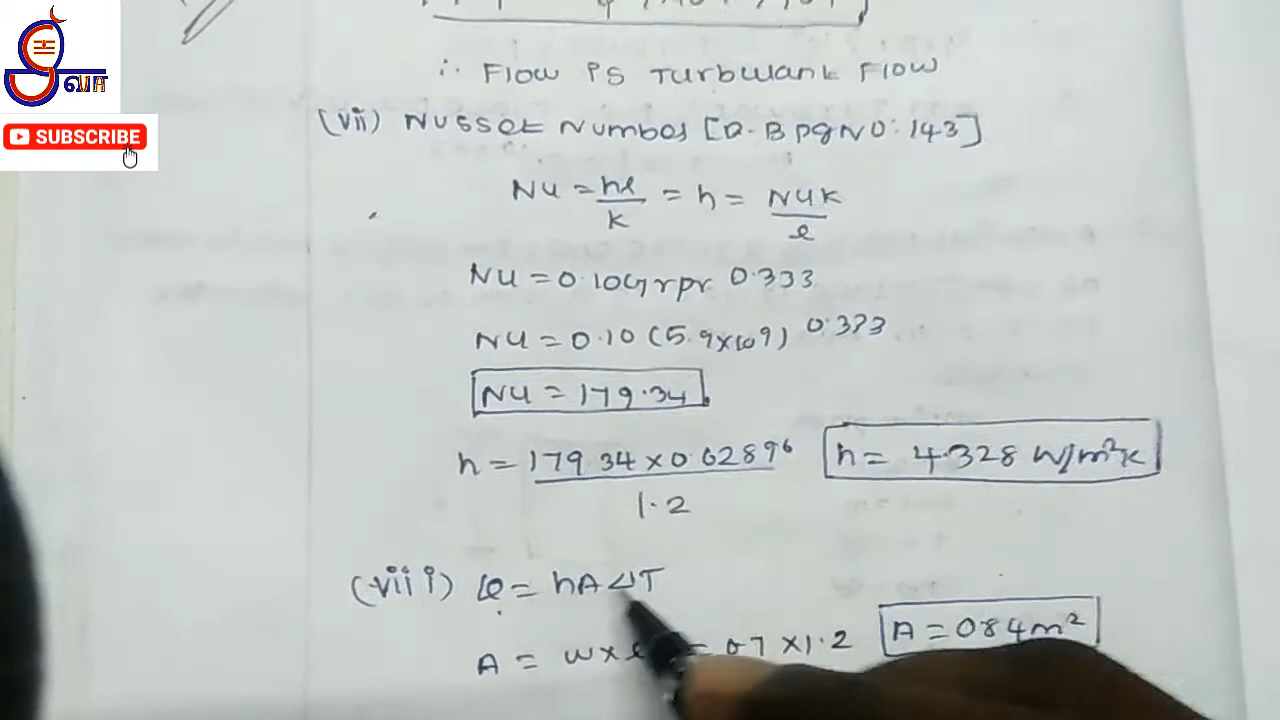 SUBSCRIBE
∴ Flow is Turbulank Flow
(vii) Nusselt Number [D.B Pg No: 143]
Nu = hl/k = h = Nuk/l
Nu = 0.10 Gr Pr 0.333
Nu = 0.10 (5.9×10⁹) 0.333
Nu = 179.34
h = 179.34 × 0.02896 / 1.2 h = 4.328 W/m²K
(viii) Q = hAΔT
A = w× = 0.7 × 1.2 A = 0.84 m²